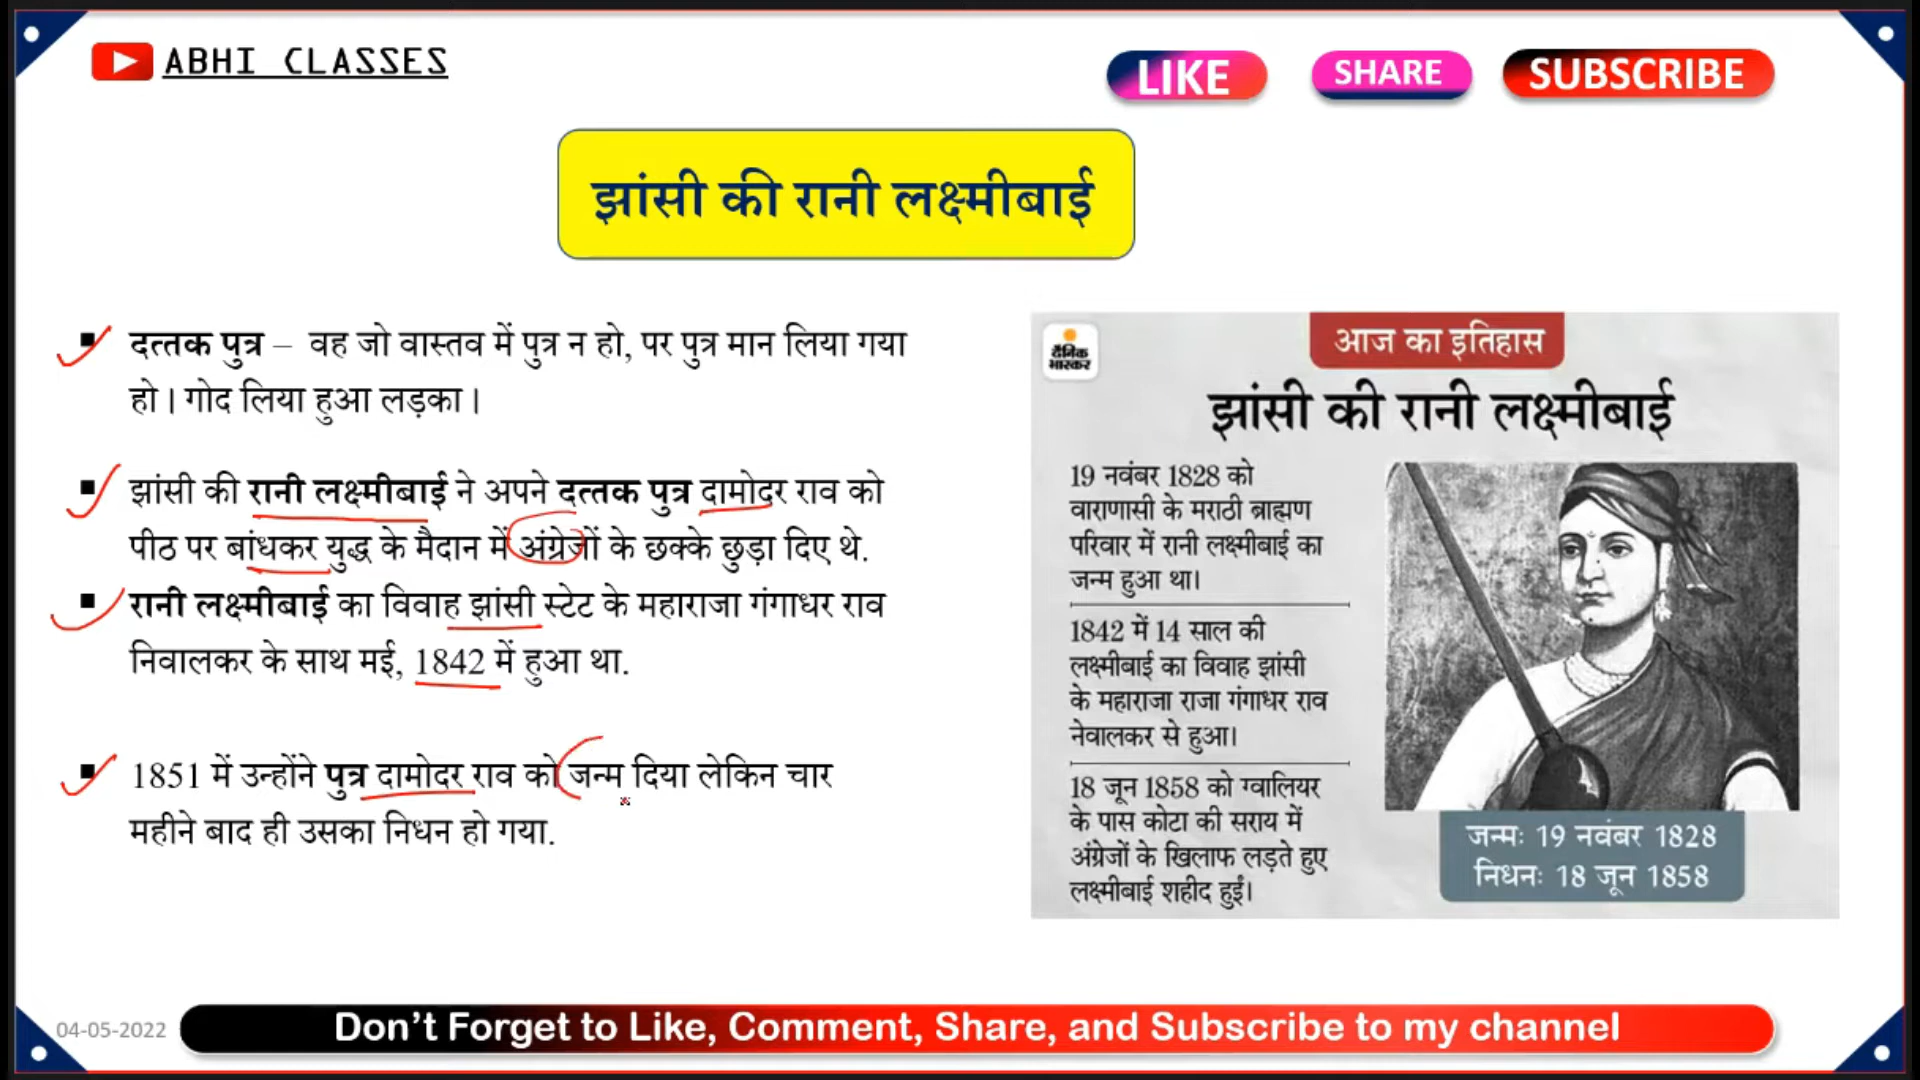 ABHI CLASSES
LIKE
SHARE
SUBSCRIBE
झांसी की रानी लक्ष्मीबाई
दत्तक पुत्र – वह जो वास्तव में पुत्र न हो, पर पुत्र मान लिया गया
हो। गोद लिया हुआ लड़का।
झांसी की रानी लक्ष्मीबाई ने अपने दत्तक पुत्र दामोदर राव को
पीठ पर बांधकर युद्ध के मैदान में अंग्रेजों के छक्के छुड़ा दिए थे.
रानी लक्ष्मीबाई का विवाह झांसी स्टेट के महाराजा गंगाधर राव
निवालकर के साथ मई, 1842 में हुआ था.
1851 में उन्होंने पुत्र दामोदर राव को जन्म दिया लेकिन चार
महीने बाद ही उसका निधन हो गया.
दैनिक
भास्कर
आज का इतिहास
झांसी की रानी लक्ष्मीबाई
19 नवंबर 1828 को
वाराणासी के मराठी ब्राह्मण
परिवार में रानी लक्ष्मीबाई का
जन्म हुआ था।
1842 में 14 साल की
लक्ष्मीबाई का विवाह झांसी
के महाराजा राजा गंगाधर राव
नेवालकर से हुआ।
18 जून 1858 को ग्वालियर
के पास कोटा की सराय में
अंग्रेजों के खिलाफ लड़ते हुए
लक्ष्मीबाई शहीद हुईं।
जन्मः 19 नवंबर 1828
निधनः 18 जून 1858
04-05-2022
Don't Forget to Like, Comment, Share, and Subscribe to my channel